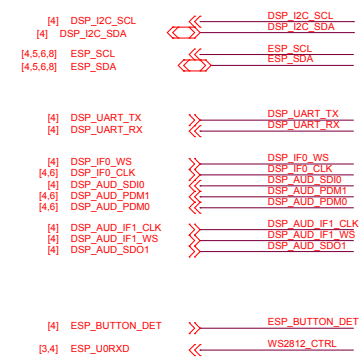 [4] DSP_I2C_SCL DSP_I2C_SCL
[4] DSP_I2C_SDA DSP_I2C_SDA
[4,5,6,8] ESP_SCL ESP_SCL
[4,5,6,8] ESP_SDA ESP_SDA
[4] DSP_UART_TX DSP_UART_TX
[4] DSP_UART_RX DSP_UART_RX
[4] DSP_IF0_WS DSP_IF0_WS
[4,6] DSP_IF0_CLK DSP_IF0_CLK
[4] DSP_AUD_SDI0 DSP_AUD_SDI0
[4,6] DSP_AUD_PDM1 DSP_AUD_PDM1
[4,6] DSP_AUD_PDM0 DSP_AUD_PDM0
[4] DSP_AUD_IF1_CLK DSP_AUD_IF1_CLK
[4] DSP_AUD_IF1_WS DSP_AUD_IF1_WS
[4] DSP_AUD_SDO1 DSP_AUD_SDO1
[4] ESP_BUTTON_DET ESP_BUTTON_DET
[3,4] ESP_U0RXD WS2812_CTRL